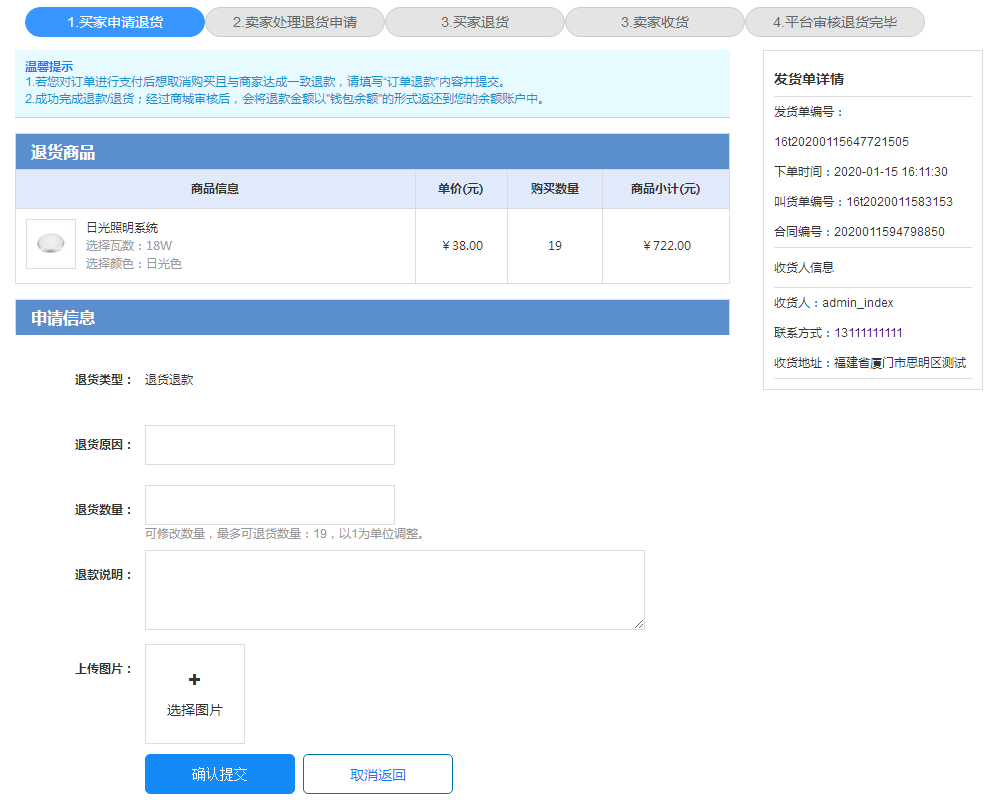 1.买家申请退货
2.卖家处理退货申请
3.买家退货
3.卖家收货
4.平台审核退货完毕
温馨提示
1.若您对订单进行支付后想取消购买且与商家达成一致退款，请填写“订单退款”内容并提交。
2.成功完成退款/退货；经过商城审核后，会将退款金额以“钱包余额”的形式返还到您的余额账户中。
退货商品
商品信息 单价(元) 购买数量 商品小计(元)
日光照明系统
选择瓦数：18W
选择颜色：日光色
￥38.00 19 ￥722.00
申请信息
退货类型： 退货退款
退货原因：
退货数量：
可修改数量，最多可退货数量：19，以1为单位调整。
退款说明：
上传图片：
+
选择图片
确认提交 取消返回
发货单详情
发货单编号：
16t20200115647721505
下单时间：2020-01-15 16:11:30
叫货单编号：16t2020011583153
合同编号：2020011594798850
收货人信息
收货人：admin_index
联系方式：13111111111
收货地址：福建省厦门市思明区测试